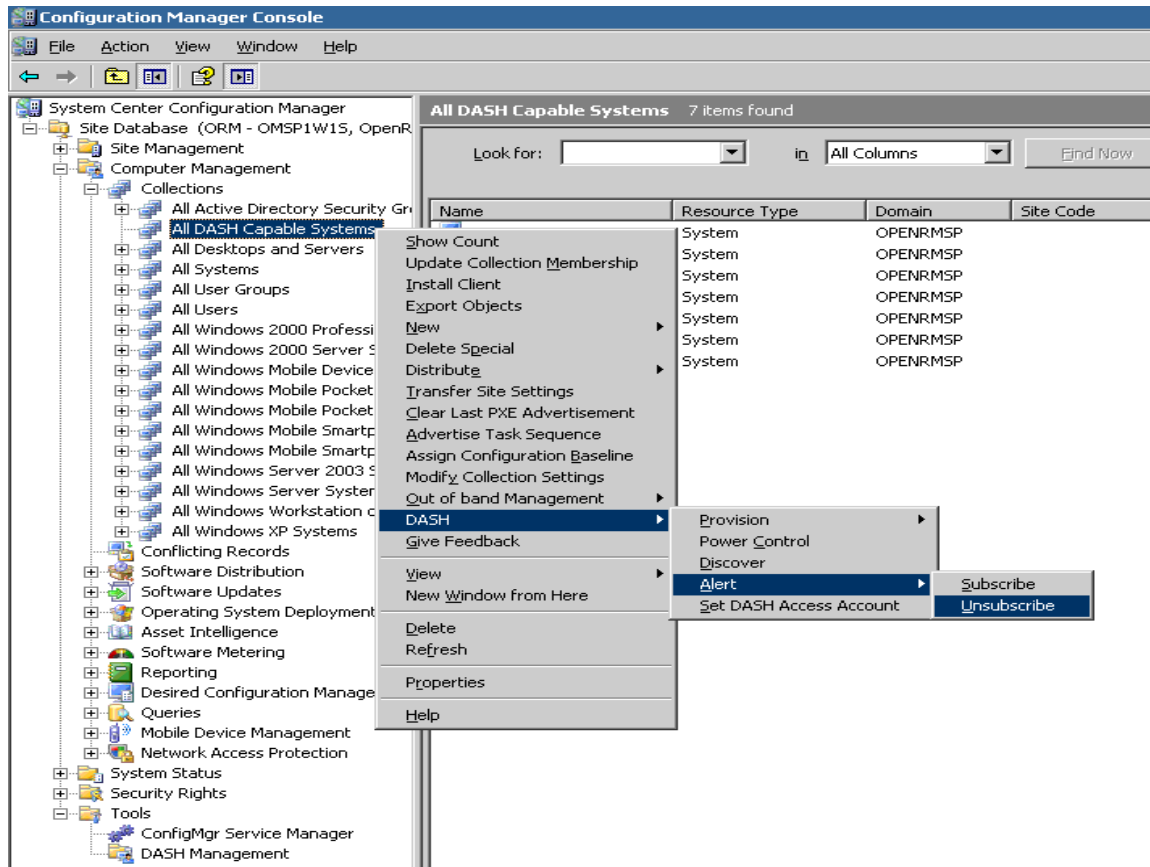 Configuration Manager Console
File Action View Window Help
System Center Configuration Manager
Site Database (ORM - OMSP1W1S, OpenR
Site Management
Computer Management
Collections
All Active Directory Security Gr
All DASH Capable Systems
All Desktops and Servers
All Systems
All User Groups
All Users
All Windows 2000 Professi
All Windows 2000 Server S
All Windows Mobile Device
All Windows Mobile Pocket
All Windows Mobile Pocket
All Windows Mobile Smartp
All Windows Mobile Smartp
All Windows Server 2003 S
All Windows Server System
All Windows Workstation o
All Windows XP Systems
Conflicting Records
Software Distribution
Software Updates
Operating System Deployment
Asset Intelligence
Software Metering
Reporting
Desired Configuration Manage
Queries
Mobile Device Management
Network Access Protection
System Status
Security Rights
Tools
ConfigMgr Service Manager
DASH Management
All DASH Capable Systems 7 items found
Look for: in All Columns Find Now
Name Resource Type Domain Site Code
System OPENRMSP
System OPENRMSP
System OPENRMSP
System OPENRMSP
System OPENRMSP
System OPENRMSP
System OPENRMSP
Show Count
Update Collection Membership
Install Client
Export Objects
New
Delete Special
Distribute
Transfer Site Settings
Clear Last PXE Advertisement
Advertise Task Sequence
Assign Configuration Baseline
Modify Collection Settings
Out of band Management
DASH
Give Feedback
View
New Window from Here
Delete
Refresh
Properties
Help
Provision
Power Control
Discover
Alert
Set DASH Access Account
Subscribe
Unsubscribe